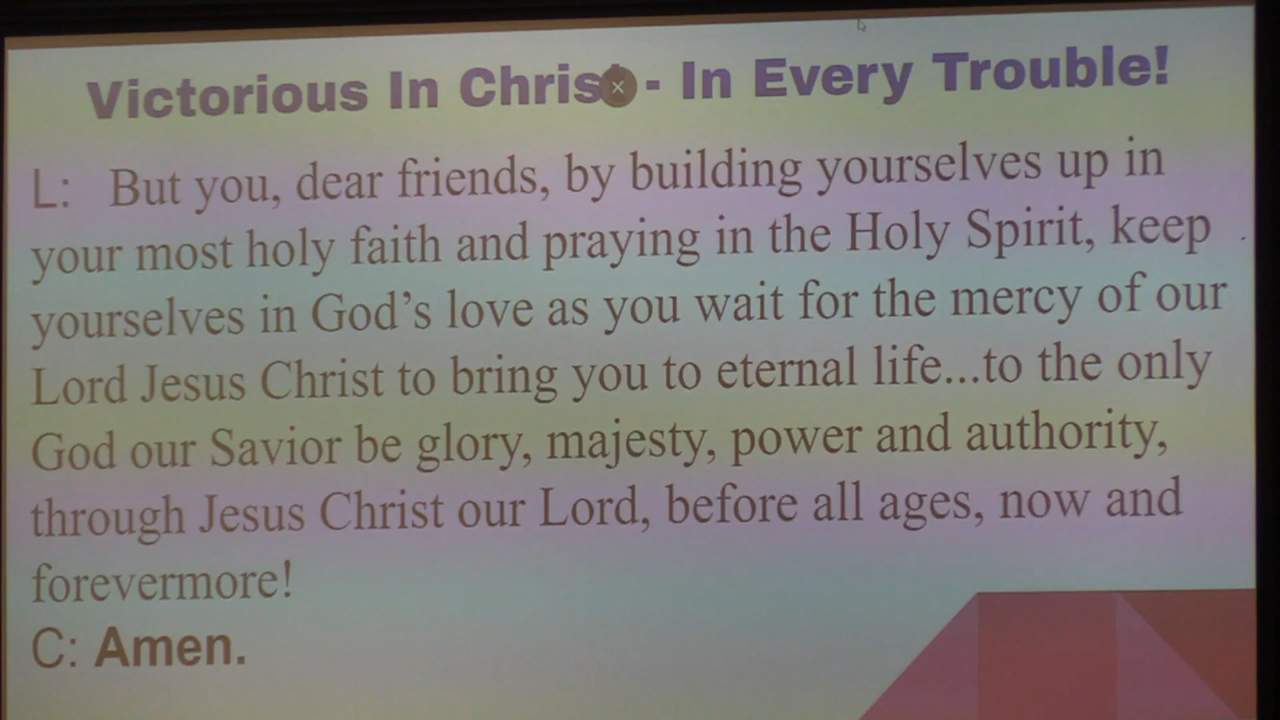 Victorious In Christ - In Every Trouble!
L: But you, dear friends, by building yourselves up in
your most holy faith and praying in the Holy Spirit, keep
yourselves in God’s love as you wait for the mercy of our
Lord Jesus Christ to bring you to eternal life...to the only
God our Savior be glory, majesty, power and authority,
through Jesus Christ our Lord, before all ages, now and
forevermore!
C: Amen.